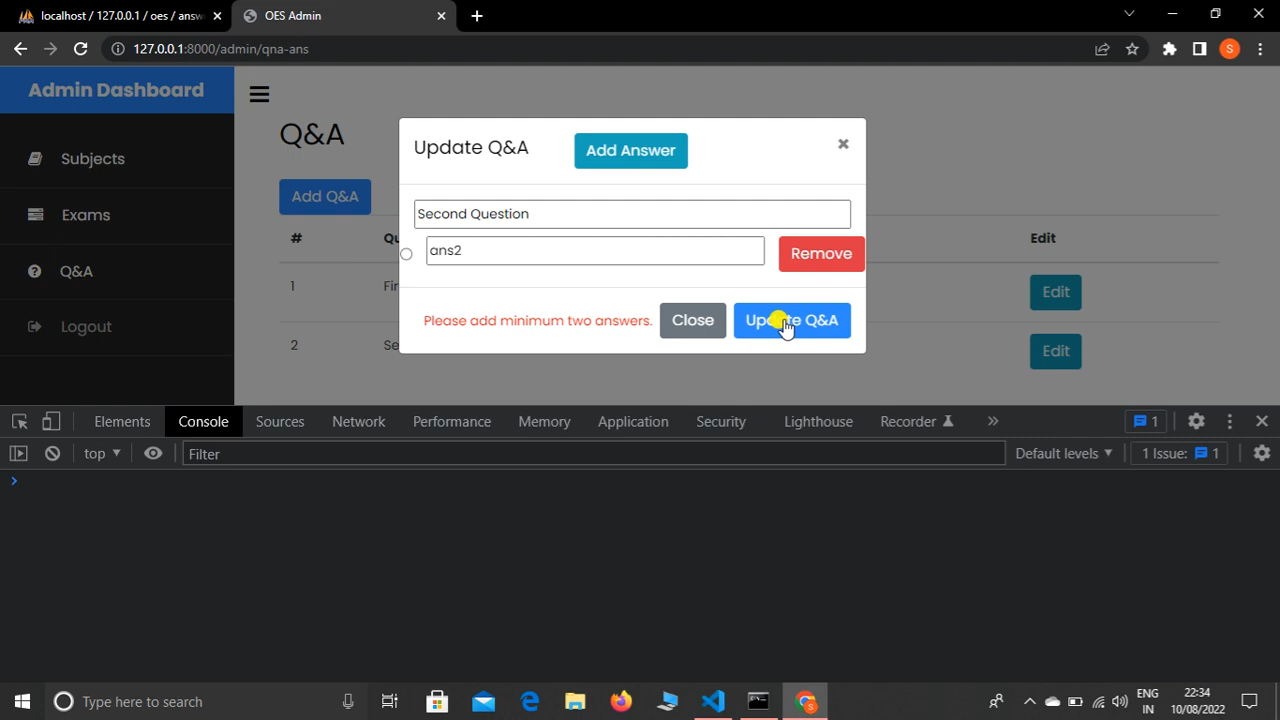 localhost / 127.0.0.1 / oes / answ
OES Admin
127.0.0.1:8000/admin/qna-ans
S
Admin Dashboard
Subjects
Exams
Q&A
Logout
Q&A
Add Q&A
#
Qu
Edit
1
Fir
Edit
2
Se
Edit
Update Q&A
Add Answer
Second Question
ans2
Remove
Please add minimum two answers.
Close
Update Q&A
Elements
Console
Sources
Network
Performance
Memory
Application
Security
Lighthouse
Recorder
1
top
Filter
Default levels
1 Issue:
1
Type here to search
ENG
IN
22:34
10/08/2022